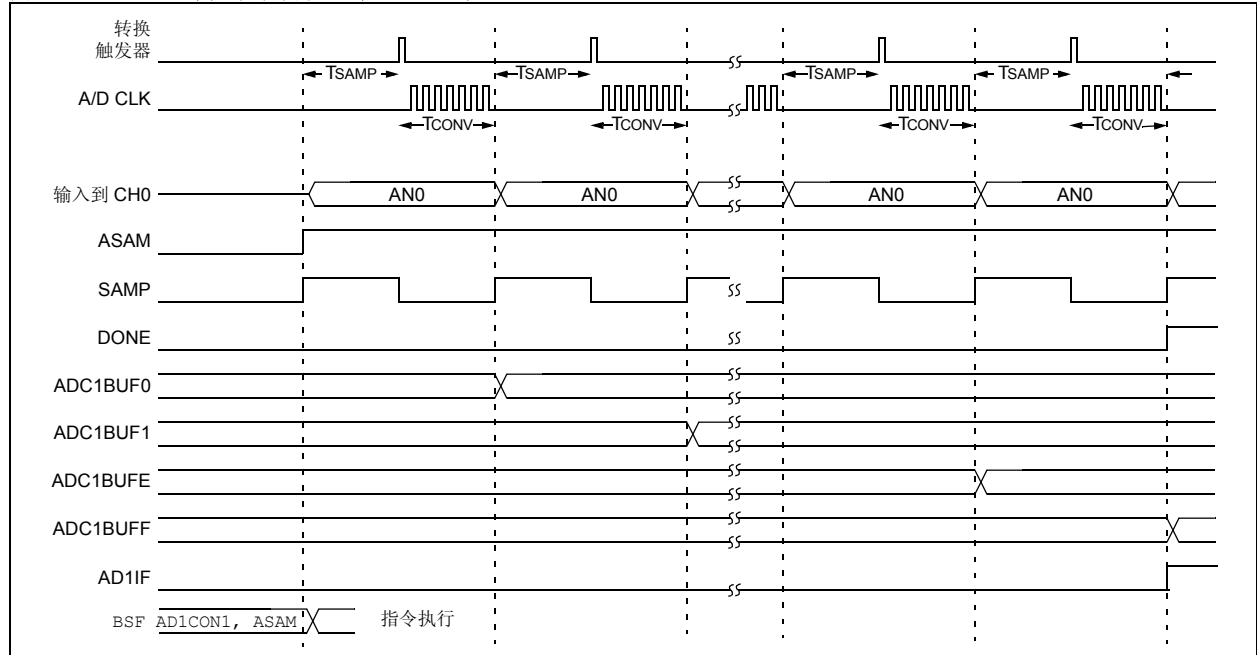 转换
触发器
TSAMP TSAMP TSAMP TSAMP
A/D CLK
TCONV TCONV TCONV TCONV
输入到 CH0 AN0 AN0 AN0 AN0
ASAM
SAMP
DONE
ADC1BUF0
ADC1BUF1
ADC1BUFE
ADC1BUFF
AD1IF
BSF AD1CON1, ASAM 指令执行